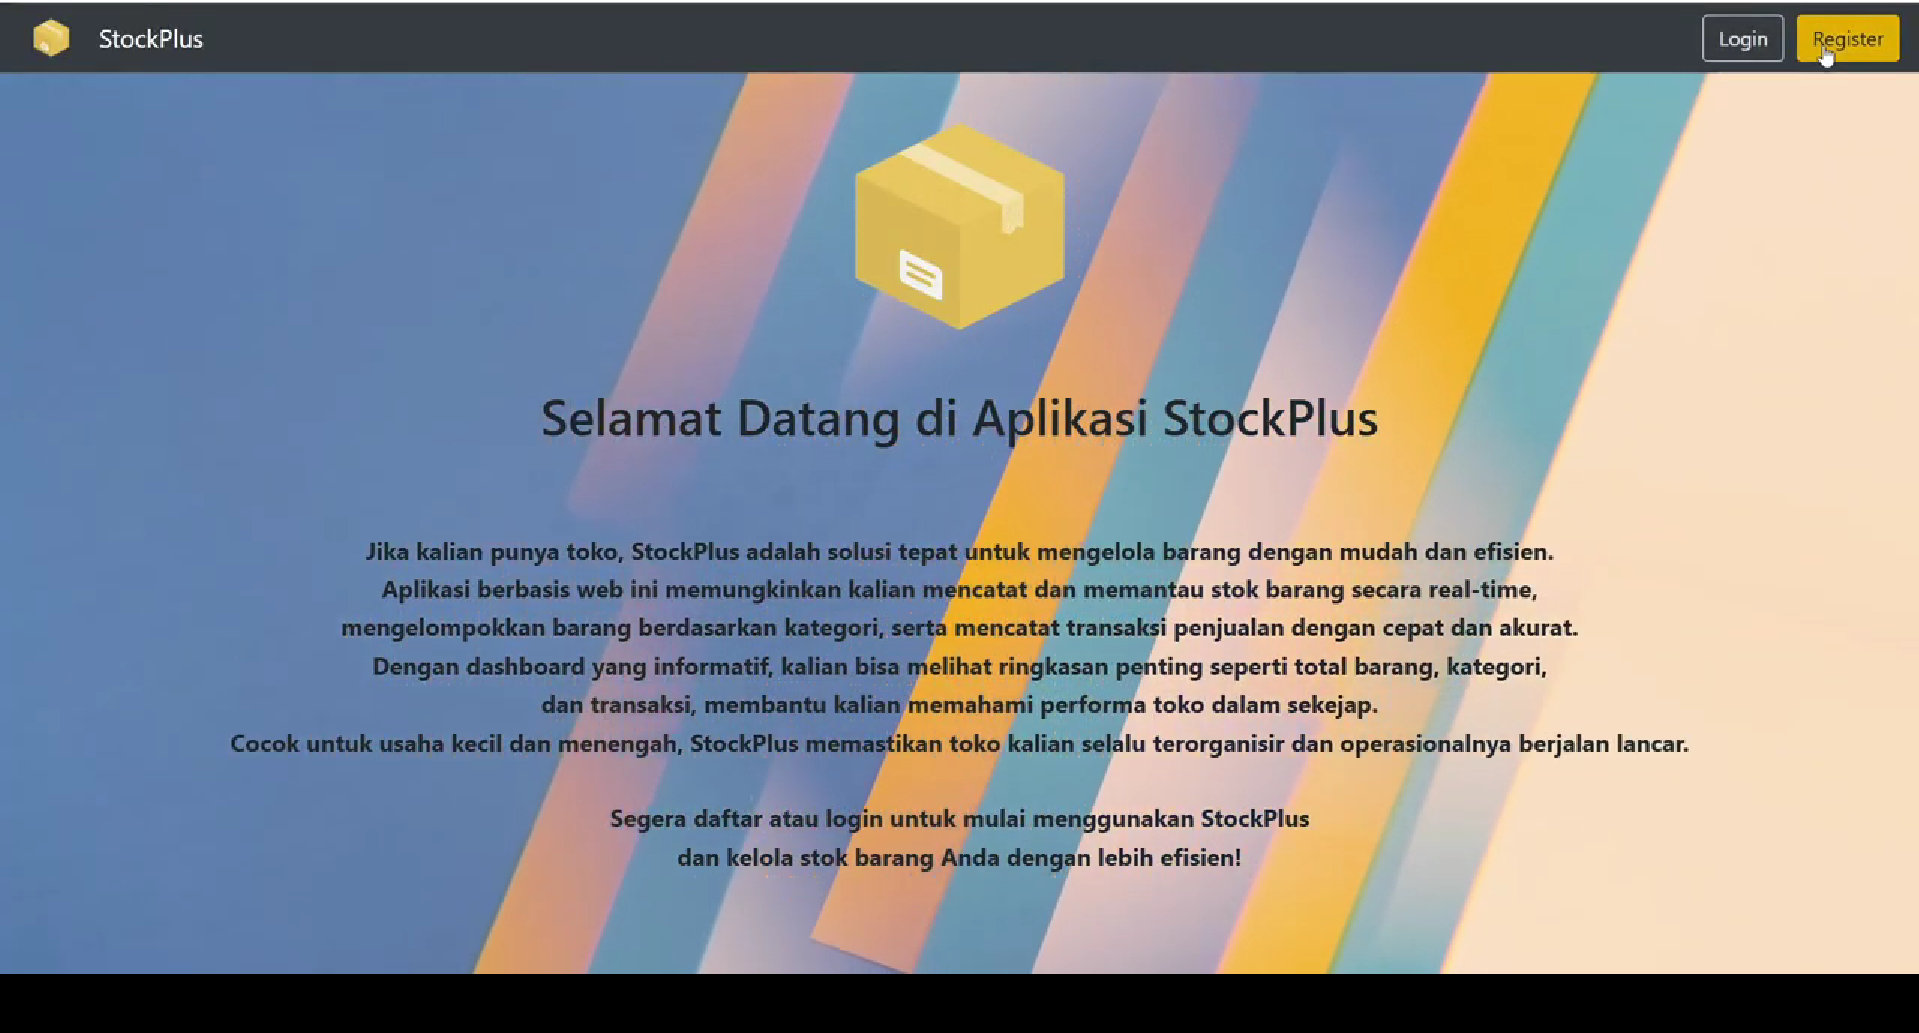 StockPlus
Login
Register
Selamat Datang di Aplikasi StockPlus
Jika kalian punya toko, StockPlus adalah solusi tepat untuk mengelola barang dengan mudah dan efisien.
Aplikasi berbasis web ini memungkinkan kalian mencatat dan memantau stok barang secara real-time,
mengelompokkan barang berdasarkan kategori, serta mencatat transaksi penjualan dengan cepat dan akurat.
Dengan dashboard yang informatif, kalian bisa melihat ringkasan penting seperti total barang, kategori,
dan transaksi, membantu kalian memahami performa toko dalam sekejap.
Cocok untuk usaha kecil dan menengah, StockPlus memastikan toko kalian selalu terorganisir dan operasionalnya berjalan lancar.
Segera daftar atau login untuk mulai menggunakan StockPlus
dan kelola stok barang Anda dengan lebih efisien!